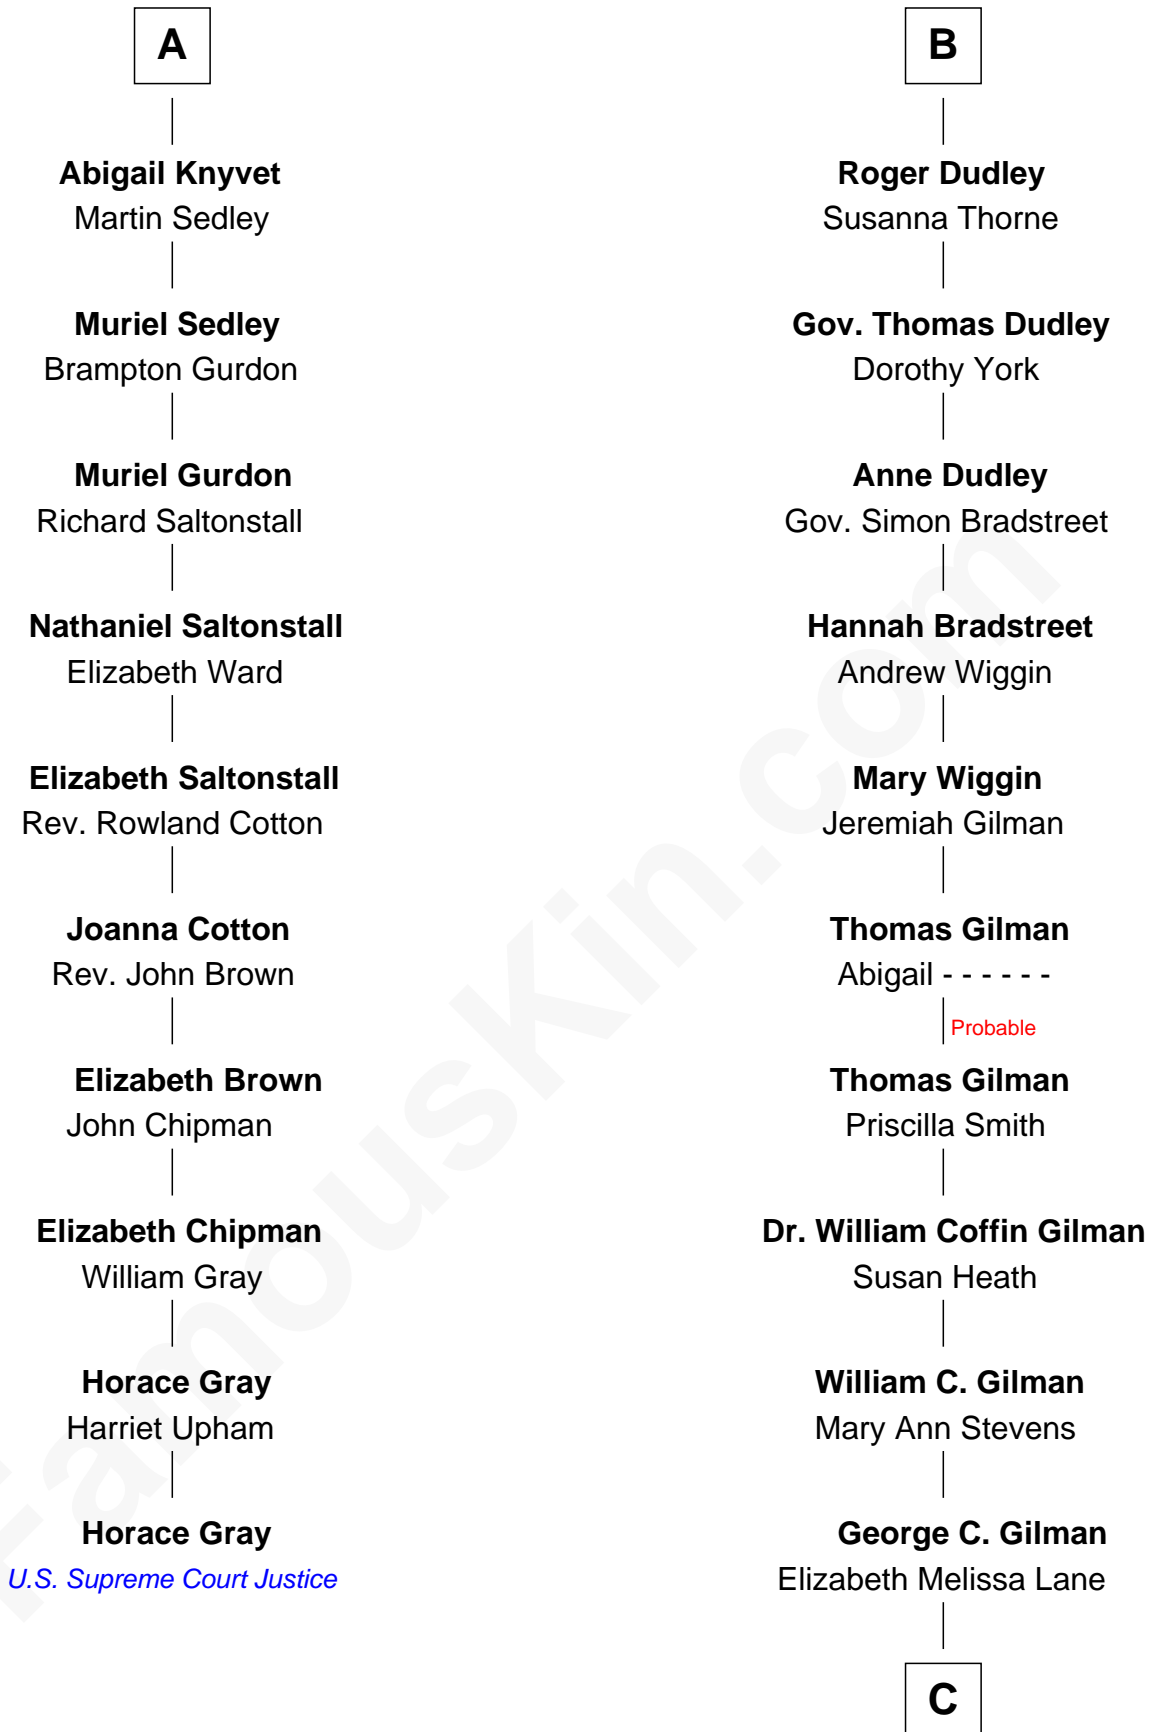 A
Abigail Knyvet
Martin Sedley
Muriel Sedley
Brampton Gurdon
Muriel Gurdon
Richard Saltonstall
Nathaniel Saltonstall
Elizabeth Ward
Elizabeth Saltonstall
Rev. Rowland Cotton
Joanna Cotton
Rev. John Brown
Elizabeth Brown
John Chipman
Elizabeth Chipman
William Gray
Horace Gray
Harriet Upham
Horace Gray
U.S. Supreme Court Justice
B
Roger Dudley
Susanna Thorne
Gov. Thomas Dudley
Dorothy York
Anne Dudley
Gov. Simon Bradstreet
Hannah Bradstreet
Andrew Wiggin
Mary Wiggin
Jeremiah Gilman
Thomas Gilman
Abigail - - - - - -
Probable
Thomas Gilman
Priscilla Smith
Dr. William Coffin Gilman
Susan Heath
William C. Gilman
Mary Ann Stevens
George C. Gilman
Elizabeth Melissa Lane
C
FamousKin.com